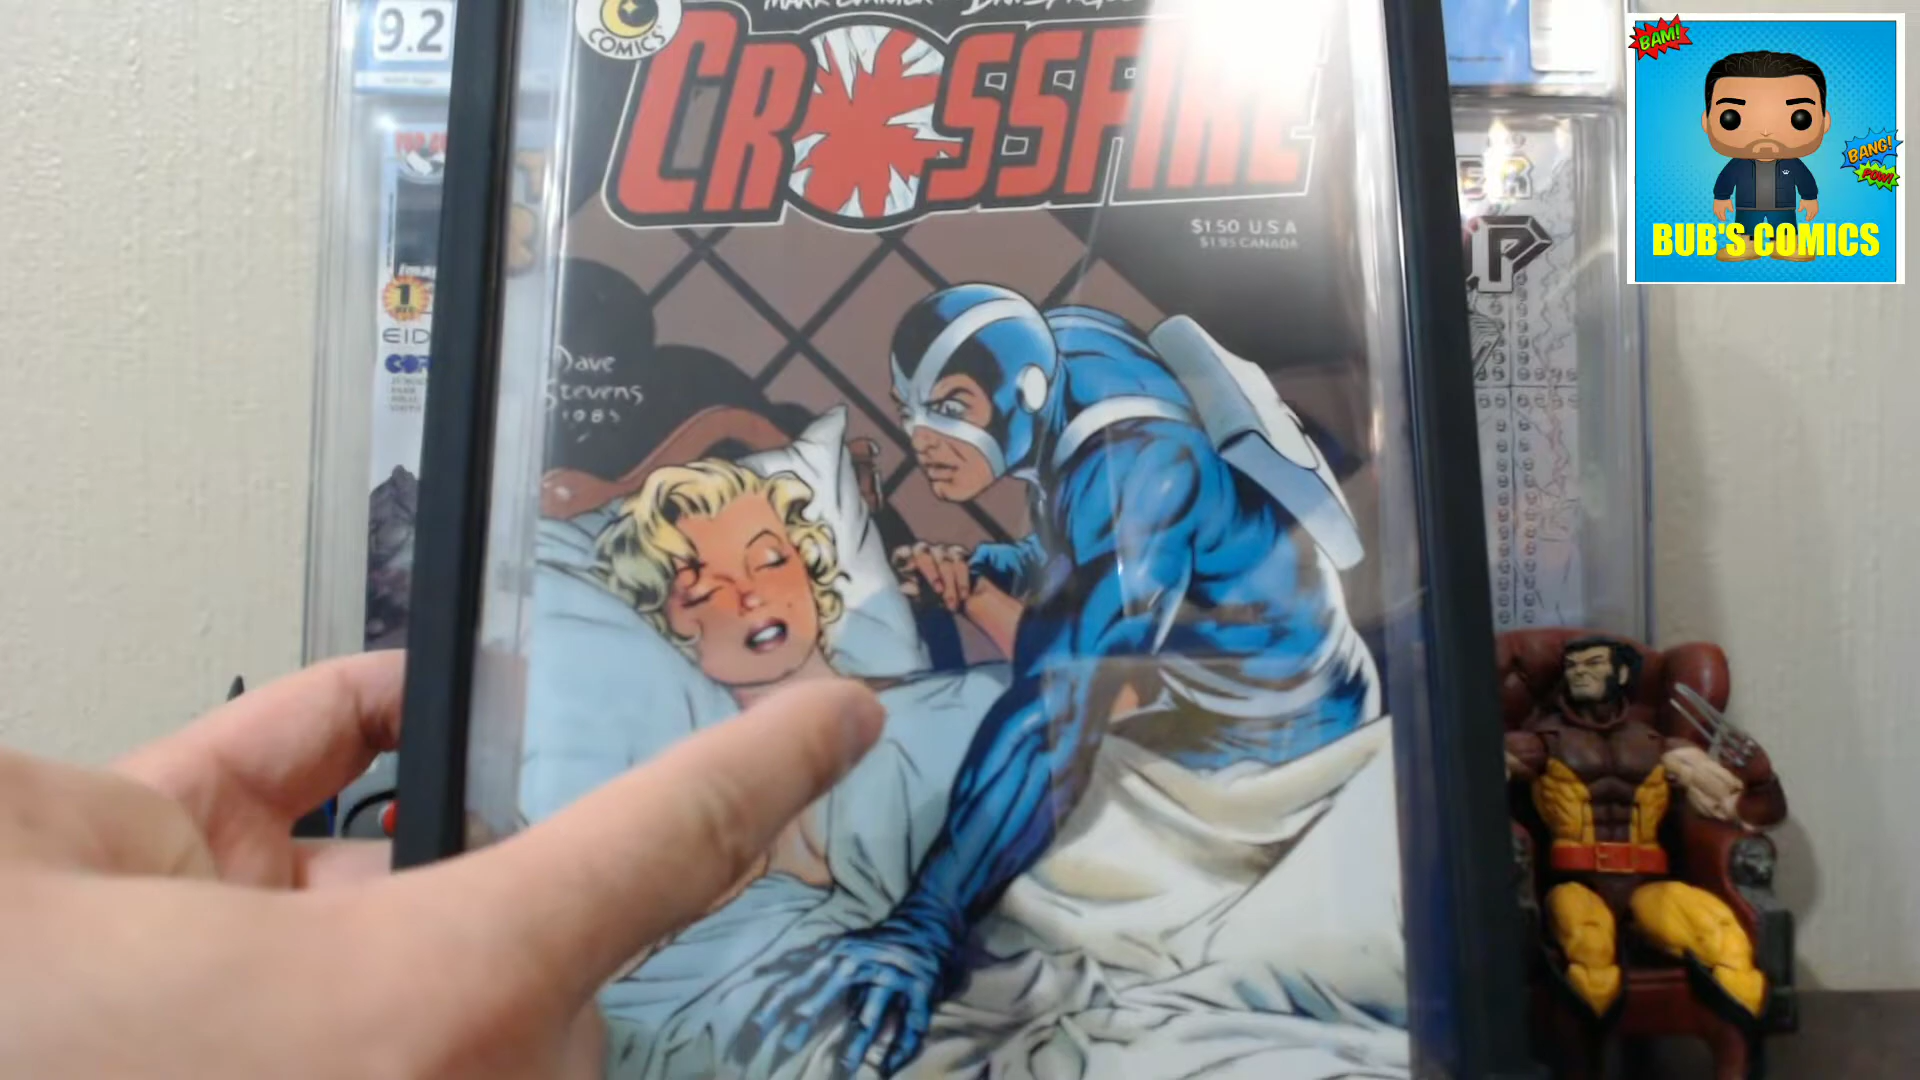 9.2
COMICS
MARK
CROSSFIRE
$1.50 U.S.A
$1.95 CANADA
Dave
Stevens
1985
1
EID
P
BAM!
BANG!
POW!
BUB'S COMICS